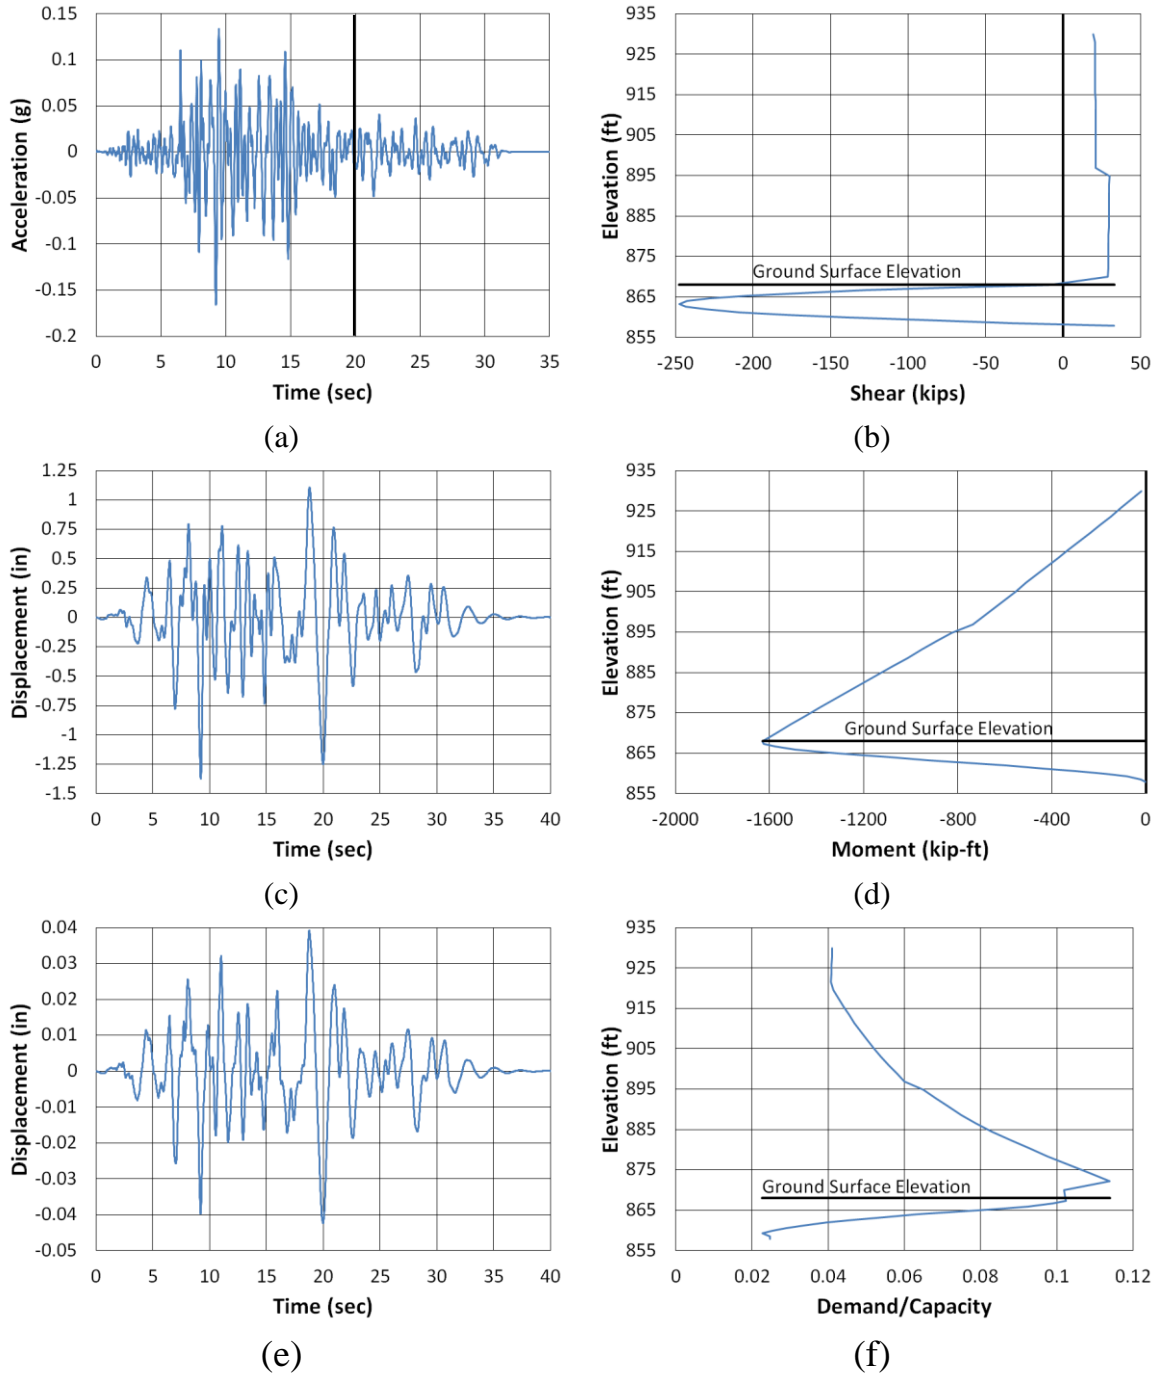 0.15
0.1
0.05
0
-0.05
-0.1
-0.15
-0.2
Acceleration (g)
0 5 10 15 20 25 30 35
Time (sec)
(a)
935
925
915
905
895
885
875
865
855
Elevation (ft)
Ground Surface Elevation
-250 -200 -150 -100 -50 0 50
Shear (kips)
(b)
1.25
1
0.75
0.5
0.25
0
-0.25
-0.5
-0.75
-1
-1.25
-1.5
Displacement (in)
0 5 10 15 20 25 30 35 40
Time (sec)
(c)
935
925
915
905
895
885
875
865
855
Elevation (ft)
Ground Surface Elevation
-2000 -1600 -1200 -800 -400 0
Moment (kip-ft)
(d)
0.04
0.03
0.02
0.01
0
-0.01
-0.02
-0.03
-0.04
-0.05
Displacement (in)
0 5 10 15 20 25 30 35 40
Time (sec)
(e)
935
925
915
905
895
885
875
865
855
Elevation (ft)
Ground Surface Elevation
0 0.02 0.04 0.06 0.08 0.1 0.12
Demand/Capacity
(f)